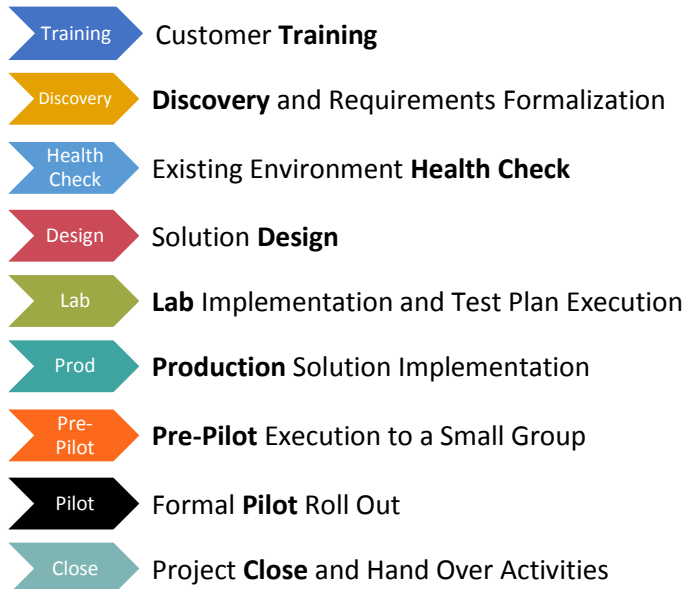 Training
Customer Training
Discovery
Discovery and Requirements Formalization
Health
Check
Existing Environment Health Check
Design
Solution Design
Lab
Lab Implementation and Test Plan Execution
Prod
Production Solution Implementation
Pre-
Pilot
Pre-Pilot Execution to a Small Group
Pilot
Formal Pilot Roll Out
Close
Project Close and Hand Over Activities